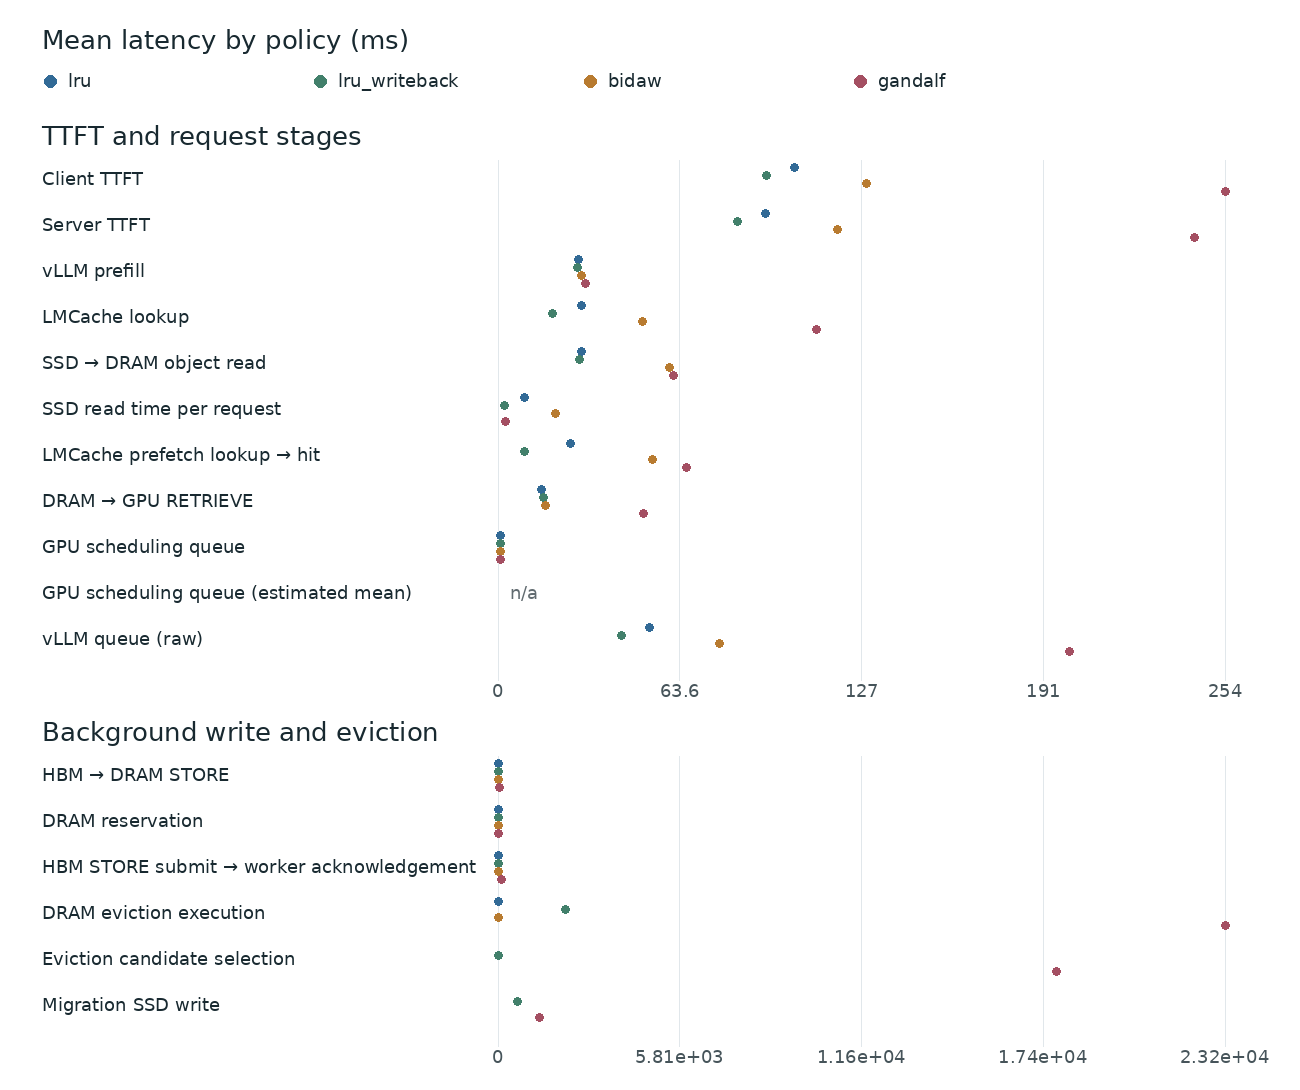 Mean latency by policy (ms)
lru lru_writeback bidaw gandalf
TTFT and request stages
Client TTFT
Server TTFT
vLLM prefill
LMCache lookup
SSD → DRAM object read
SSD read time per request
LMCache prefetch lookup → hit
DRAM → GPU RETRIEVE
GPU scheduling queue
GPU scheduling queue (estimated mean) n/a
vLLM queue (raw)
0 63.6 127 191 254
Background write and eviction
HBM → DRAM STORE
DRAM reservation
HBM STORE submit → worker acknowledgement
DRAM eviction execution
Eviction candidate selection
Migration SSD write
0 5.81e+03 1.16e+04 1.74e+04 2.32e+04